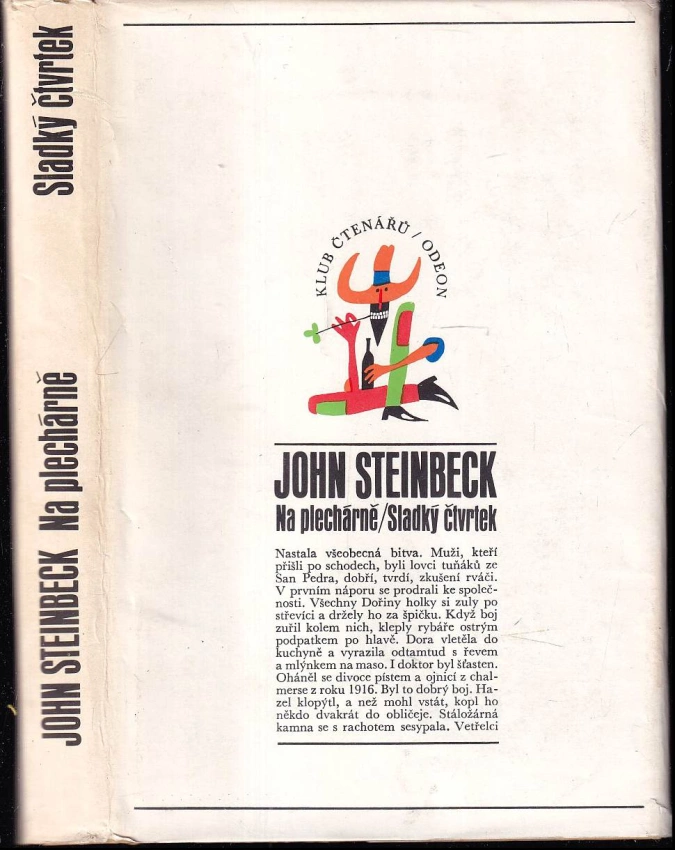 JOHN STEINBECK Na plechárně Sladký čtvrtek
KLUB ČTENÁŘŮ / ODEON
JOHN STEINBECK
Na plechárně/Sladký čtvrtek
Nastala všeobecná bitva. Muži, kteří
přišli po schodech, byli lovci tuňáků ze
San Pedra, dobří, tvrdí, zkušení rváči.
V prvním náporu se prodrali ke společ-
nosti. Všechny Dořiny holky si zuly po
střevíci a držely ho za špičku. Když boj
zuřil kolem nich, kleply rybáře ostrým
podpatkem po hlavě. Dora vletěla do
kuchyně a vyrazila odtamtud s řevem
a mlýnkem na maso. I doktor byl šťasten.
Oháněl se divoce pístem a ojnicí z chal-
merse z roku 1916. Byl to dobrý boj. Ha-
zel klopýtl, a než mohl vstát, kopl ho
někdo dvakrát do obličeje. Stáložárná
kamna se s rachotem sesypala. Vetřelci